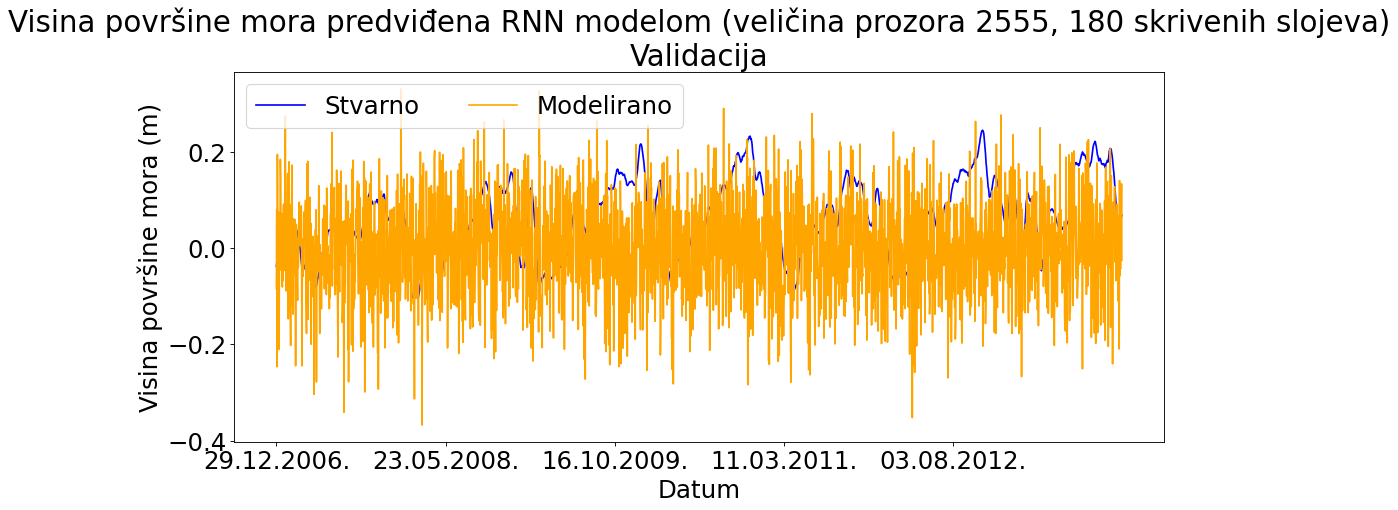 Visina površine mora predviđena RNN modelom (veličina prozora 2555, 180 skrivenih slojeva)
Validacija
Stvarno
Modelirano
Visina površine mora (m)
0.2
0.0
−0.2
−0.4
29.12.2006.
23.05.2008.
16.10.2009.
11.03.2011.
03.08.2012.
Datum